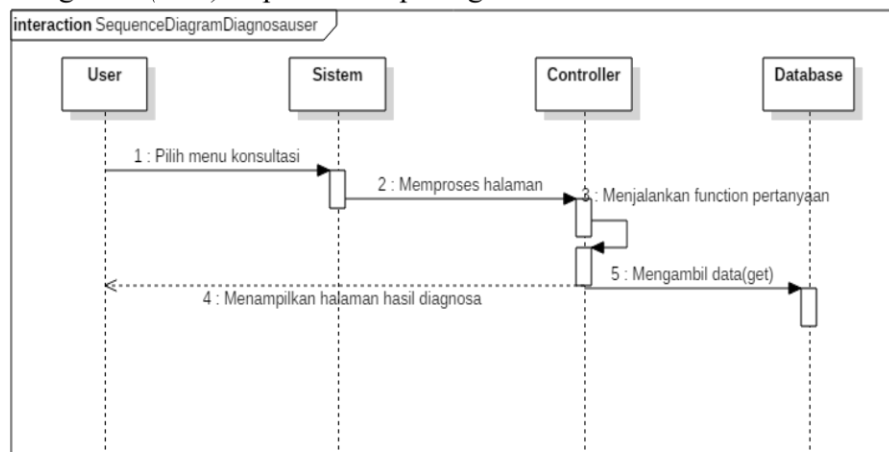 interaction SequenceDiagramDiagnosauser
User
Sistem
Controller
Database
1 : Pilih menu konsultasi
2 : Memproses halaman
3 : Menjalankan function pertanyaan
5 : Mengambil data(get)
4 : Menampilkan halaman hasil diagnosa